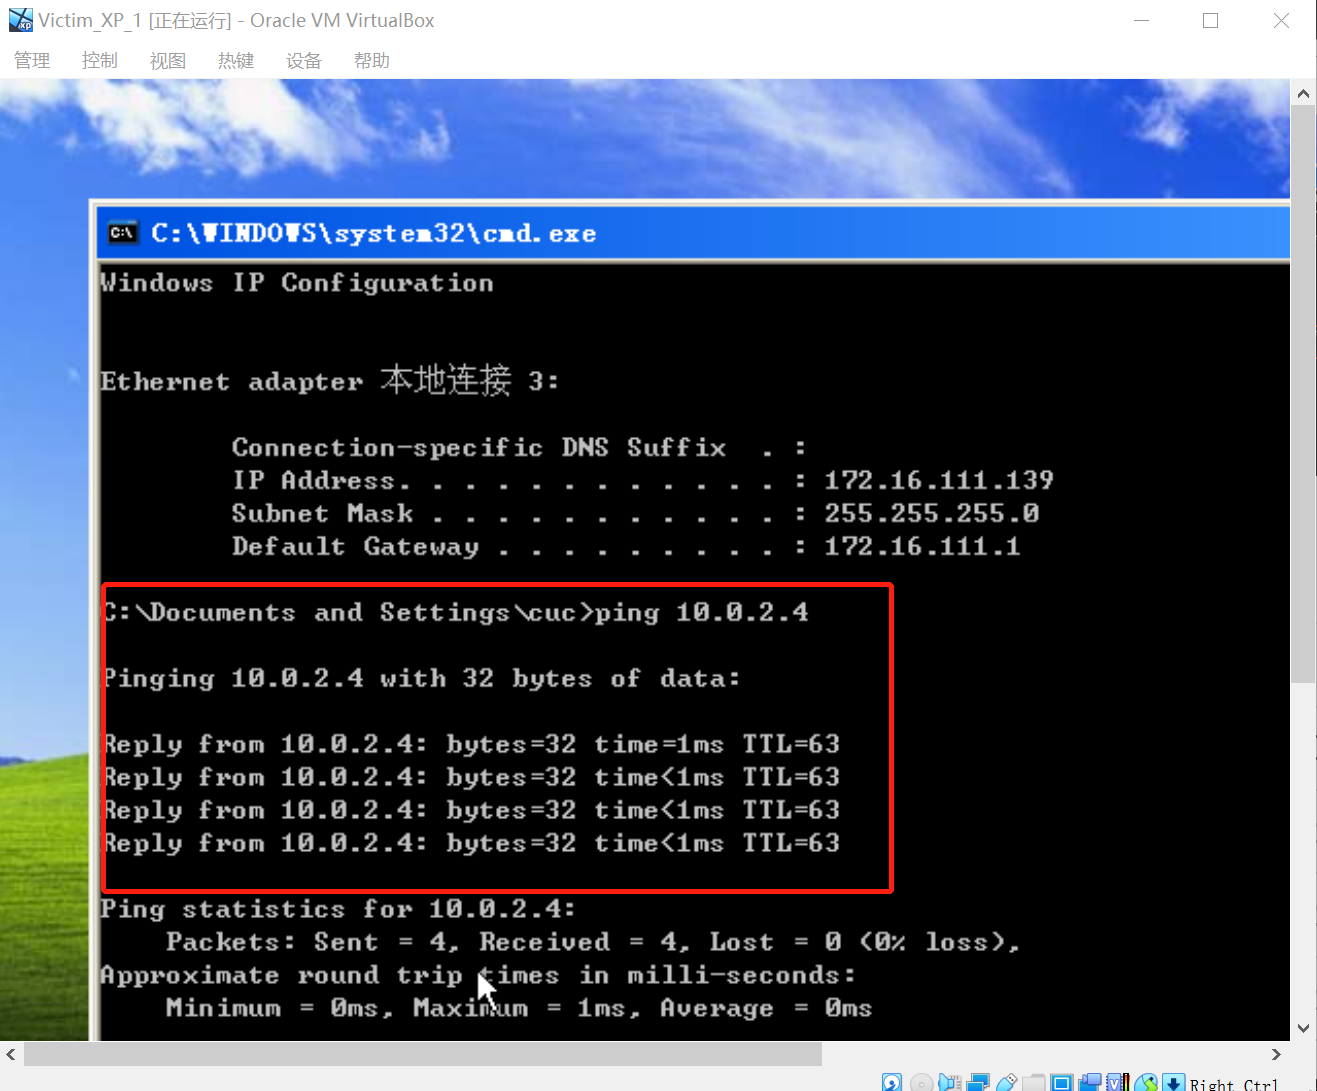 Victim_XP_1 [正在运行] - Oracle VM VirtualBox
管理 控制 视图 热键 设备 帮助
C:\WINDOWS\system32\cmd.exe
Windows IP Configuration
Ethernet adapter 本地连接 3:
Connection-specific DNS Suffix  . :
IP Address. . . . . . . . . . . . : 172.16.111.139
Subnet Mask . . . . . . . . . . . : 255.255.255.0
Default Gateway . . . . . . . . . : 172.16.111.1
C:\Documents and Settings\cuc>ping 10.0.2.4
Pinging 10.0.2.4 with 32 bytes of data:
Reply from 10.0.2.4: bytes=32 time=1ms TTL=63
Reply from 10.0.2.4: bytes=32 time<1ms TTL=63
Reply from 10.0.2.4: bytes=32 time<1ms TTL=63
Reply from 10.0.2.4: bytes=32 time<1ms TTL=63
Ping statistics for 10.0.2.4:
Packets: Sent = 4, Received = 4, Lost = 0 (0% loss),
Approximate round trip times in milli-seconds:
Minimum = 0ms, Maximum = 1ms, Average = 0ms
Right Ctrl